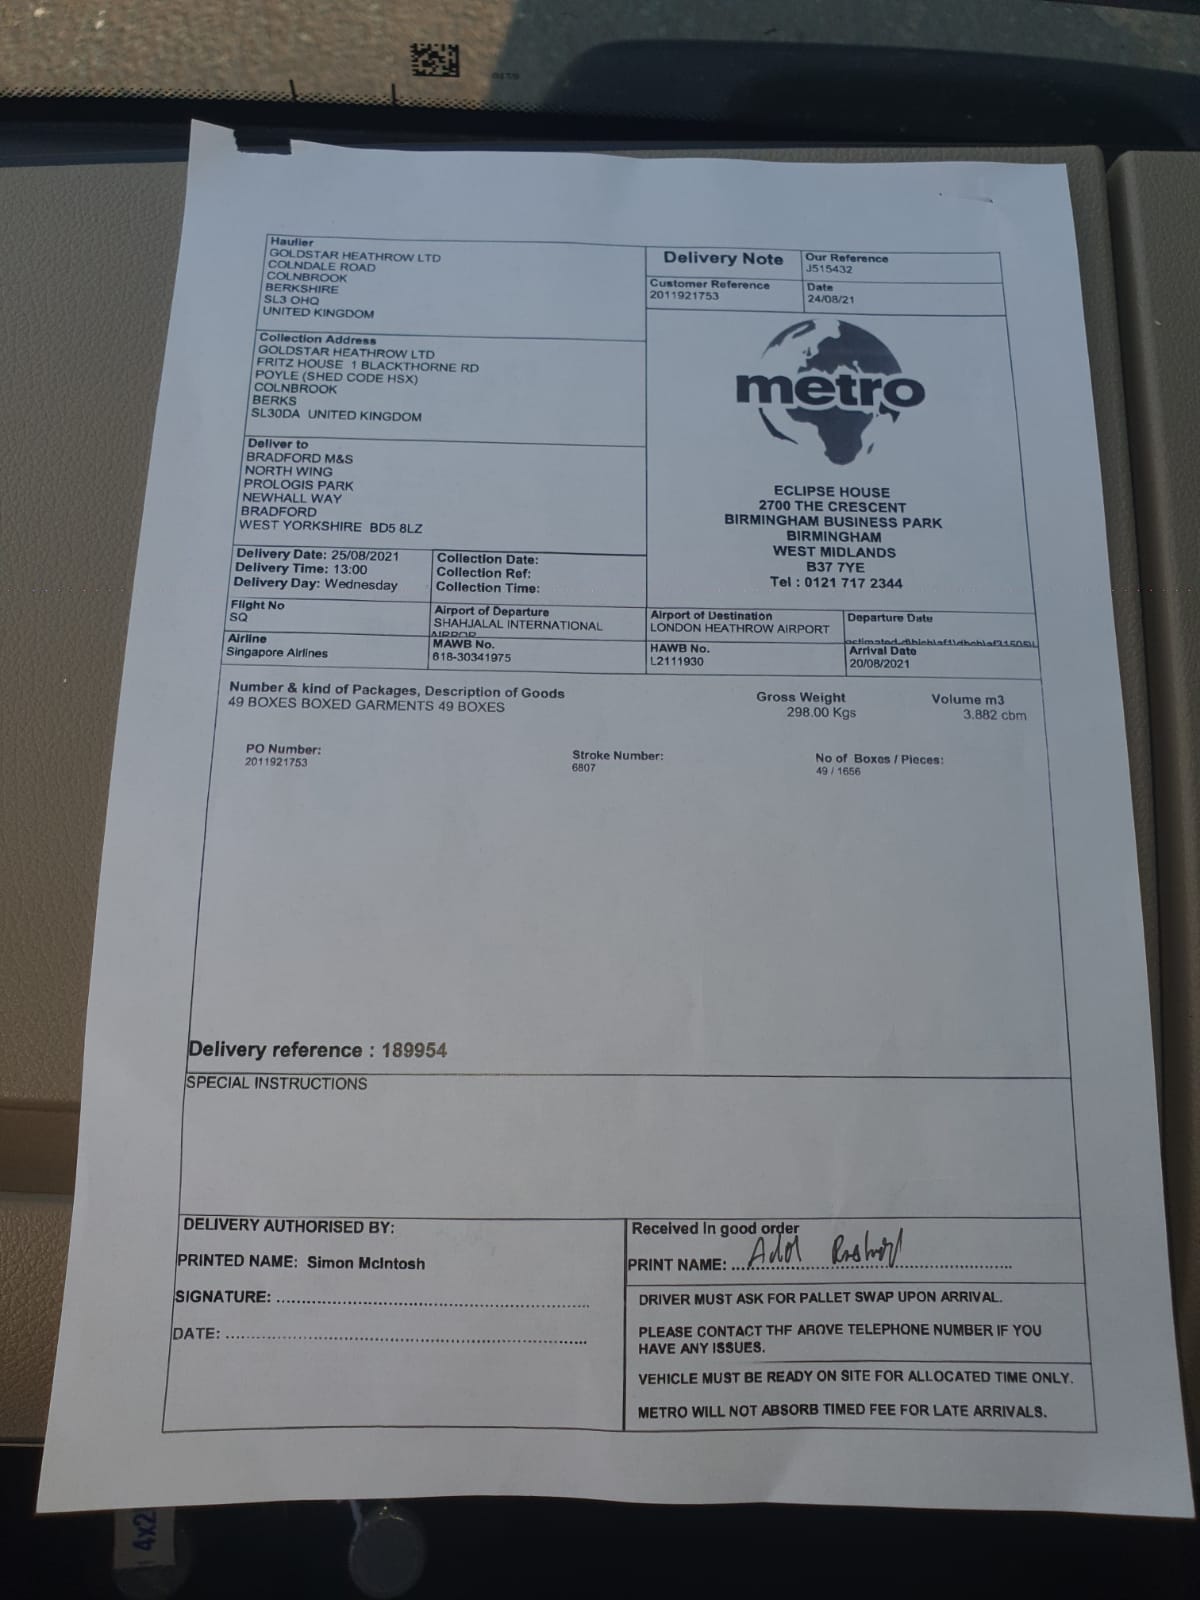 Haulier
GOLDSTAR HEATHROW LTD
COLNDALE ROAD
COLNBROOK
BERKSHIRE
SL3 OHQ
UNITED KINGDOM
Delivery Note
Our Reference
J515432
Customer Reference
2011921753
Date
24/08/21
Collection Address
GOLDSTAR HEATHROW LTD
FRITZ HOUSE 1 BLACKTHORNE RD
POYLE (SHED CODE HSX)
COLNBROOK
BERKS
SL30DA UNITED KINGDOM
metro
ECLIPSE HOUSE
2700 THE CRESCENT
BIRMINGHAM BUSINESS PARK
BIRMINGHAM
WEST MIDLANDS
B37 7YE
Tel : 0121 717 2344
Deliver to
BRADFORD M&S
NORTH WING
PROLOGIS PARK
NEWHALL WAY
BRADFORD
WEST YORKSHIRE BD5 8LZ
Delivery Date: 25/08/2021
Delivery Time: 13:00
Delivery Day: Wednesday
Collection Date:
Collection Ref:
Collection Time:
Flight No
SQ
Airport of Departure
SHAHJALAL INTERNATIONAL
Airport of Destination
LONDON HEATHROW AIRPORT
Departure Date
Airline
Singapore Airlines
MAWB No.
618-30341975
HAWB No.
L2111930
Arrival Date
20/08/2021
Number & kind of Packages, Description of Goods
49 BOXES BOXED GARMENTS 49 BOXES
Gross Weight
298.00 Kgs
Volume m3
3.882 cbm
PO Number:
2011921753
Stroke Number:
6807
No of Boxes / Pieces:
49 / 1656
Delivery reference : 189954
SPECIAL INSTRUCTIONS
DELIVERY AUTHORISED BY:
PRINTED NAME: Simon McIntosh
SIGNATURE:
DATE:
Received in good order
PRINT NAME:
DRIVER MUST ASK FOR PALLET SWAP UPON ARRIVAL.
PLEASE CONTACT THE ABOVE TELEPHONE NUMBER IF YOU
HAVE ANY ISSUES.
VEHICLE MUST BE READY ON SITE FOR ALLOCATED TIME ONLY.
METRO WILL NOT ABSORB TIMED FEE FOR LATE ARRIVALS.
4x2